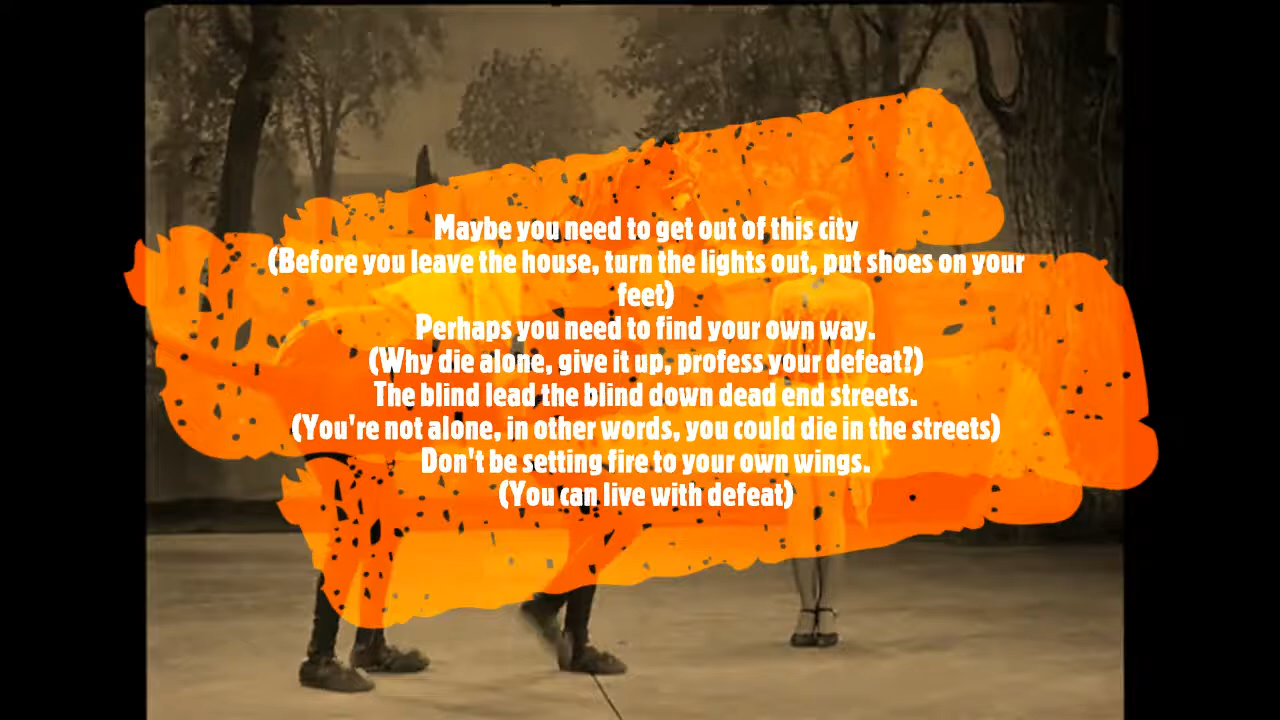 Maybe you need to get out of this city
(Before you leave the house, turn the lights out, put shoes on your
feet)
Perhaps you need to find your own way.
(Why die alone, give it up, profess your defeat?)
The blind lead the blind down dead end streets.
(You're not alone, in other words, you could die in the streets)
Don't be setting fire to your own wings.
(You can live with defeat)